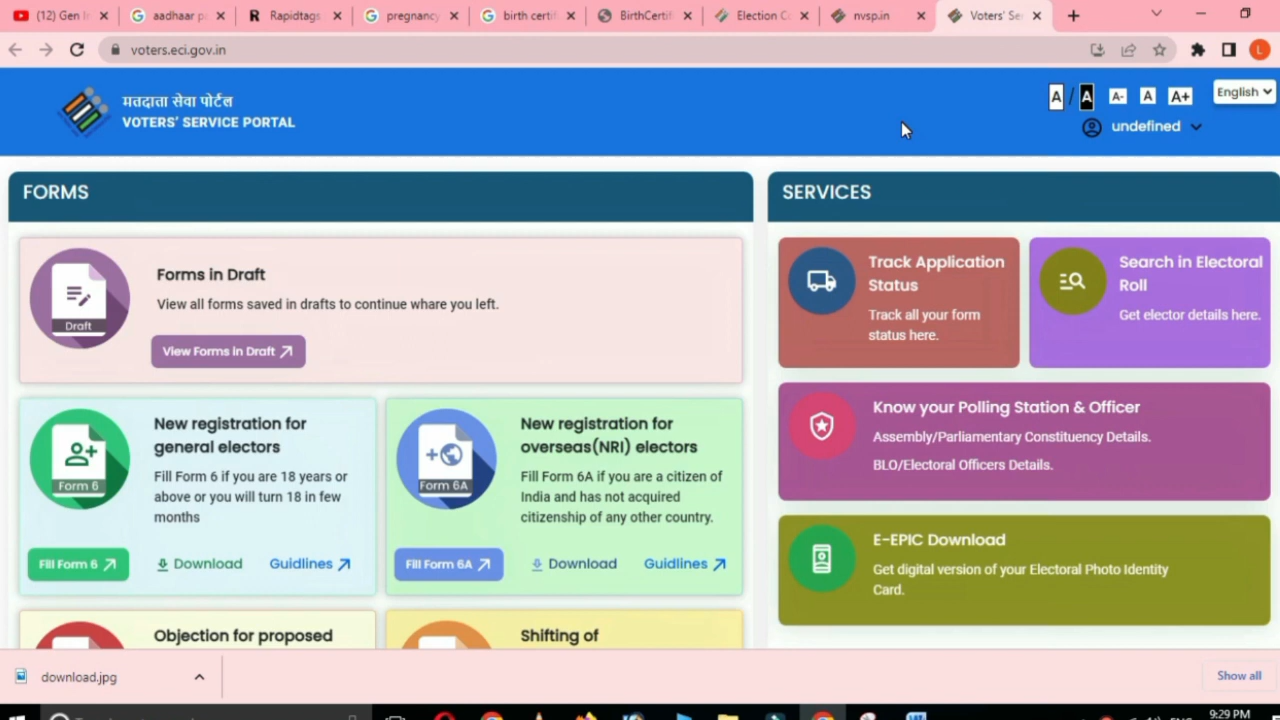 (12) Gen In
aadhaar p
Rapidtags
pregnancy
birth certif
BirthCertifi
Election Co
nvsp.in
Voters' Se
voters.eci.gov.in
L
मतदाता सेवा पोर्टल
VOTERS' SERVICE PORTAL
A / A A- A A+
English
undefined
FORMS
Forms in Draft
View all forms saved in drafts to continue whare you left.
Draft
View Forms in Draft
New registration for
general electors
Fill Form 6 if you are 18 years or
above or you will turn 18 in few
months
Form 6
Fill Form 6
Download
Guidlines
New registration for
overseas(NRI) electors
Fill Form 6A if you are a citizen of
India and has not acquired
citizenship of any other country.
Form 6A
Fill Form 6A
Download
Guidlines
Objection for proposed
Shifting of
SERVICES
Track Application
Status
Track all your form
status here.
Search in Electoral
Roll
Get elector details here.
Know your Polling Station & Officer
Assembly/Parliamentary Constituency Details.
BLO/Electoral Officers Details.
E-EPIC Download
Get digital version of your Electoral Photo Identity
Card.
download.jpg
Show all
9:29 PM